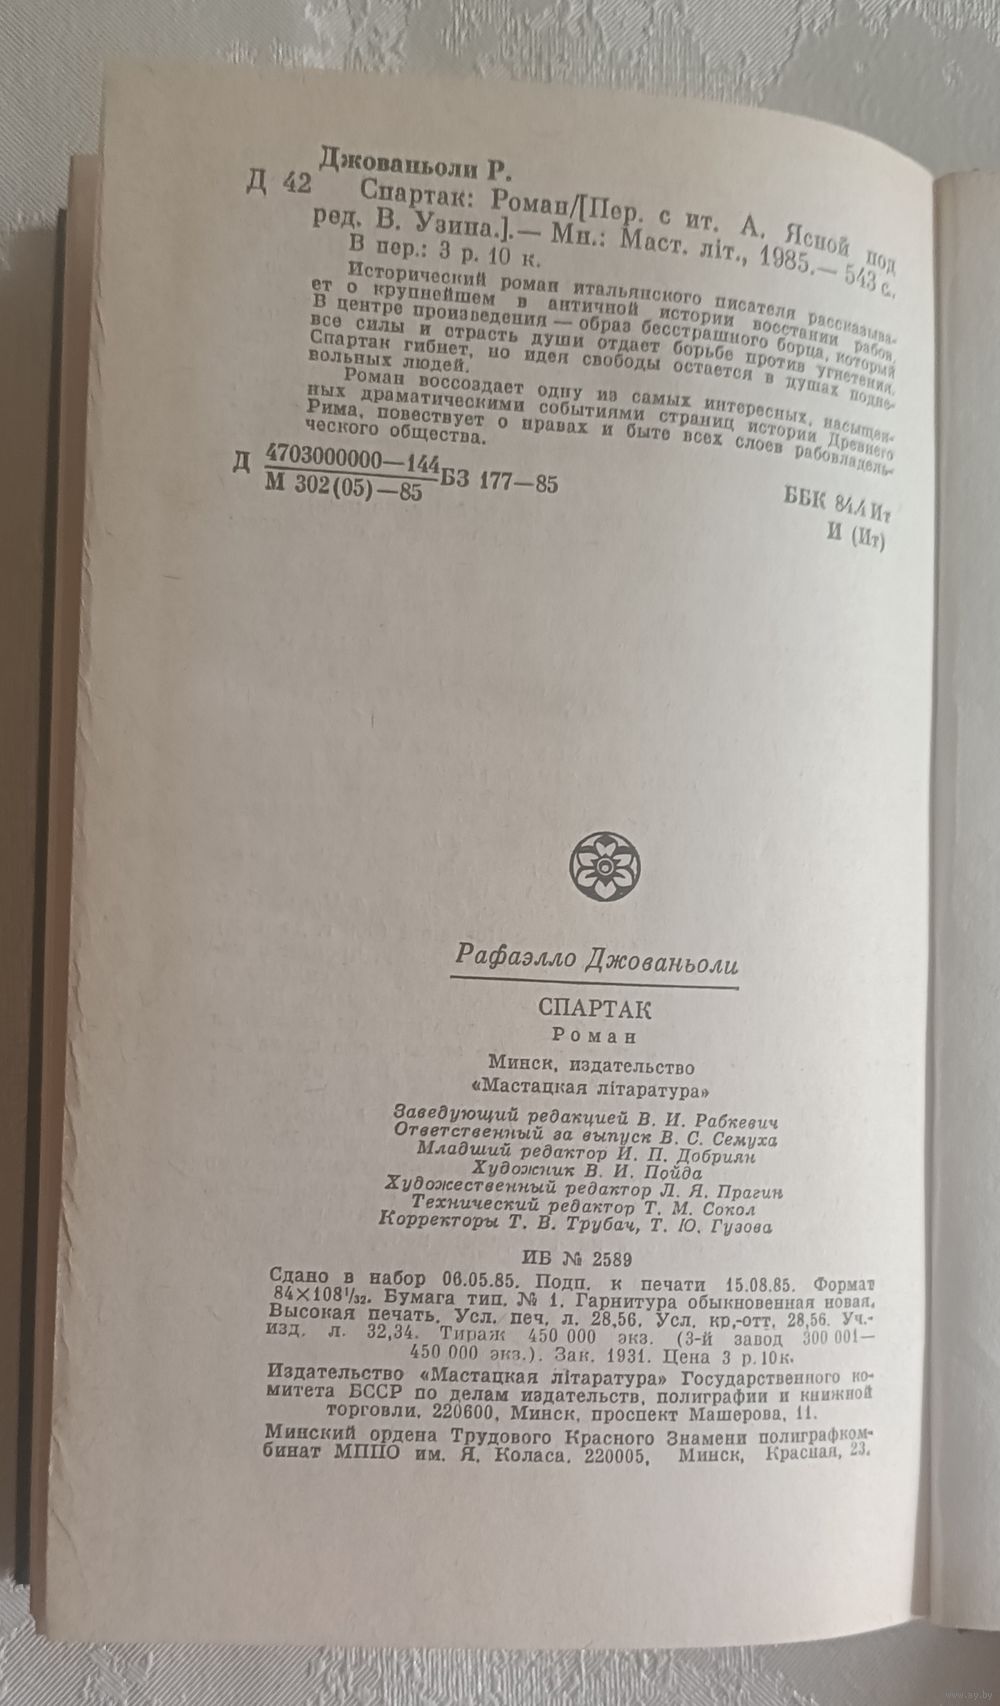 Джованьоли Р.
Д 42 Спартак: Роман/[Пер. с ит. А. Ясной под
ред. В. Узина.].— Мн.: Маст. літ., 1985.— 543 с.
В пер.: 3 р. 10 к.
Исторический роман итальянского писателя рассказыва-
ет о крупнейшем в античной истории восстании рабов.
В центре произведения — образ бесстрашного борца, который
все силы и страсть души отдает борьбе против угнетения.
Спартак гибнет, но идея свободы остается в душах подне-
вольных людей.
Роман воссоздает одну из самых интересных, насыщен-
ных драматическими событиями страниц истории Древнего
Рима, повествует о нравах и быте всех слоев рабовладель-
ческого общества.
Д 4703000000—144 БЗ 177—85
М 302(05)—85
ББК 84.4 Ит
И (Ит)
Рафаэлло Джованьоли
СПАРТАК
Роман
Минск, издательство
«Мастацкая літаратура»
Заведующий редакцией В. И. Рабкевич
Ответственный за выпуск В. С. Семуха
Младший редактор И. П. Добриян
Художник В. И. Пойда
Художественный редактор Л. Я. Прагин
Технический редактор Т. М. Сокол
Корректоры Т. В. Трубач, Т. Ю. Гузова
ИБ № 2589
Сдано в набор 06.05.85. Подп. к печати 15.08.85. Формат
84×108¹/₃₂. Бумага тип. № 1. Гарнитура обыкновенная новая.
Высокая печать. Усл. печ. л. 28,56. Усл. кр.-отт. 28,56. Уч.-
изд. л. 32,34. Тираж 450 000 экз. (3-й завод 300 001—
450 000 экз.). Зак. 1931. Цена 3 р. 10 к.
Издательство «Мастацкая літаратура» Государственного ко-
митета БССР по делам издательств, полиграфии и книжной
торговли. 220600, Минск, проспект Машерова, 11.
Минский ордена Трудового Красного Знамени полиграфком-
бинат МППО им. Я. Коласа. 220005, Минск, Красная, 23.
www.ay.by